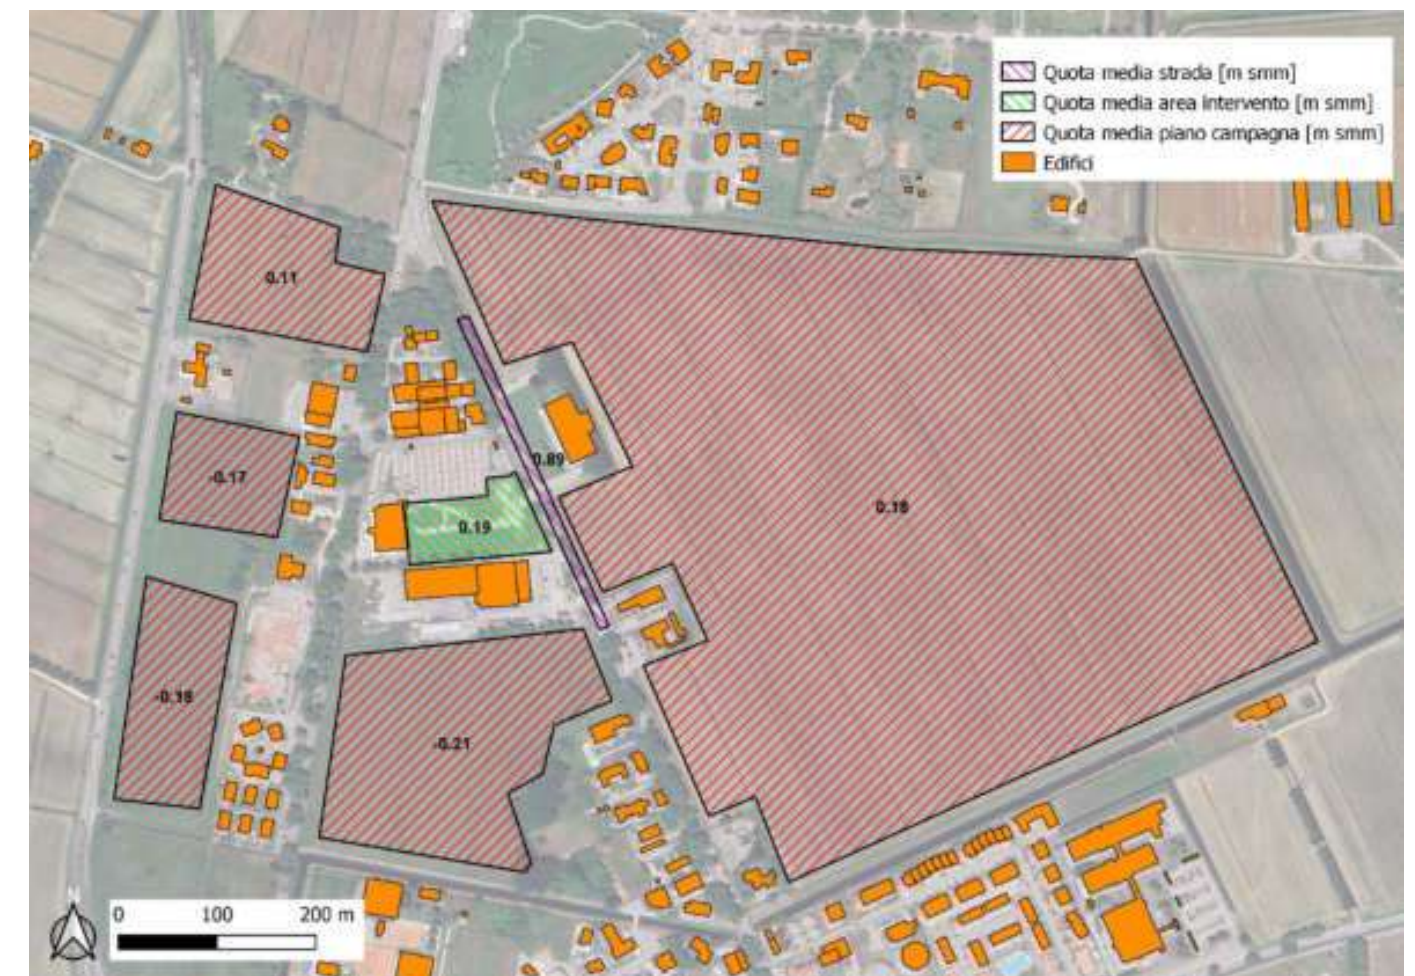 Quota media strada [m smm]
Quota media area intervento [m smm]
Quota media piano campagna [m smm]
Edifici
0.11
0.89
-0.17
0.18
0.19
-0.18
-0.21
N
0 100 200 m